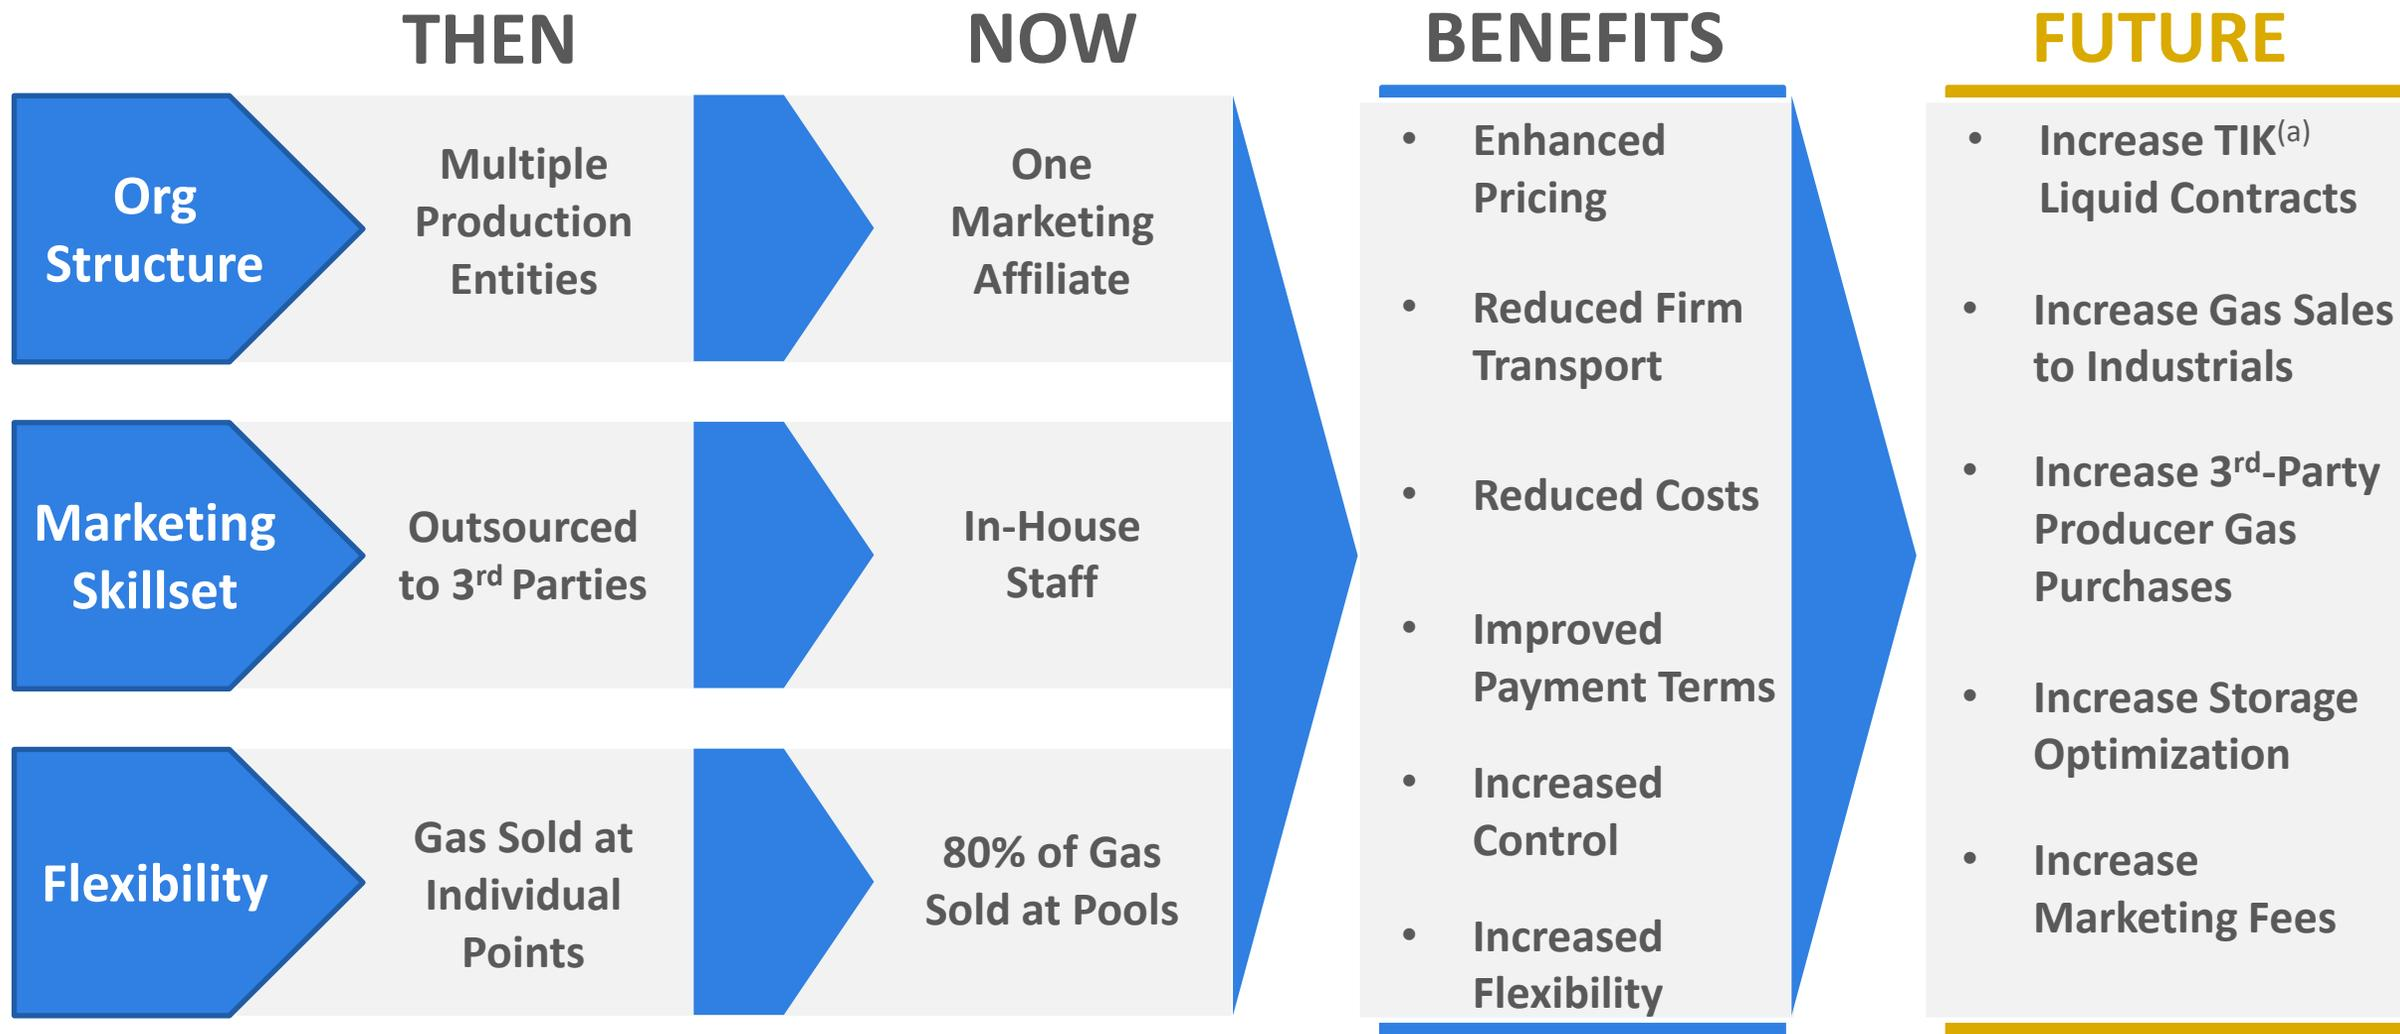 THEN
NOW
BENEFITS
FUTURE
Org
Structure
Multiple
Production
Entities
One
Marketing
Affiliate
Marketing
Skillset
Outsourced
to 3rd Parties
In-House
Staff
Flexibility
Gas Sold at
Individual
Points
80% of Gas
Sold at Pools
• Enhanced
Pricing
• Reduced Firm
Transport
• Reduced Costs
• Improved
Payment Terms
• Increased
Control
• Increased
Flexibility
• Increase TIK(a)
Liquid Contracts
• Increase Gas Sales
to Industrials
• Increase 3rd-Party
Producer Gas
Purchases
• Increase Storage
Optimization
• Increase
Marketing Fees